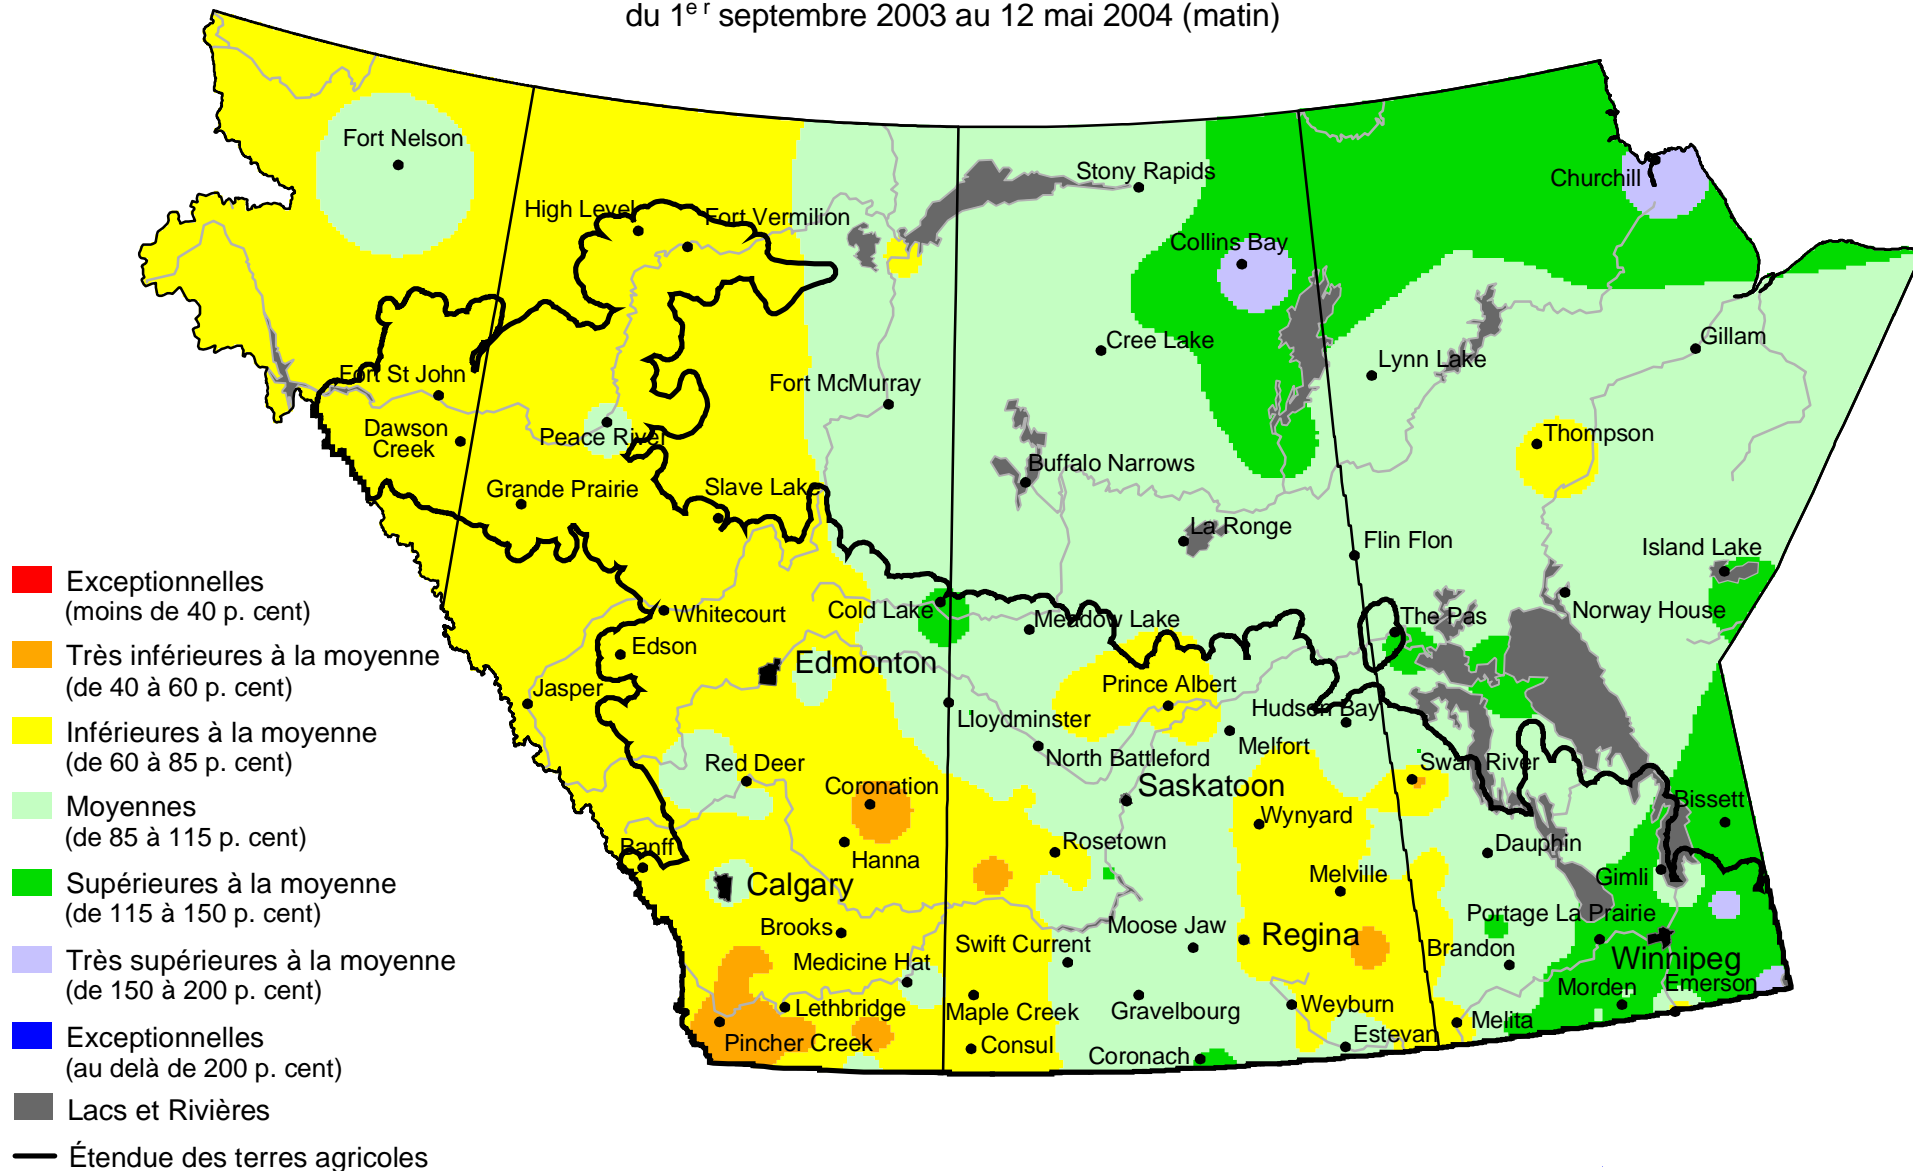 du 1er septembre 2003 au 12 mai 2004 (matin)
Fort Nelson
Stony Rapids
Churchill
High Level
Fort Vermilion
Collins Bay
Cree Lake
Gillam
Lynn Lake
Fort St John
Fort McMurray
Dawson
Creek
Peace River
Thompson
Buffalo Narrows
Grande Prairie
Slave Lake
La Ronge
Flin Flon
Island Lake
Whitecourt
Cold Lake
Meadow Lake
The Pas
Norway House
Edson
Edmonton
Jasper
Prince Albert
Lloydminster
Hudson Bay
North Battleford
Melfort
Red Deer
Swan River
Coronation
Saskatoon
Bissett
Wynyard
Banff
Hanna
Rosetown
Dauphin
Calgary
Melville
Gimli
Brooks
Moose Jaw
Portage La Prairie
Swift Current
Regina
Brandon
Winnipeg
Medicine Hat
Emerson
Morden
Lethbridge
Maple Creek
Gravelbourg
Weyburn
Melita
Pincher Creek
Consul
Coronach
Estevan
Exceptionnelles
(moins de 40 p. cent)
Très inférieures à la moyenne
(de 40 à 60 p. cent)
Inférieures à la moyenne
(de 60 à 85 p. cent)
Moyennes
(de 85 à 115 p. cent)
Supérieures à la moyenne
(de 115 à 150 p. cent)
Très supérieures à la moyenne
(de 150 à 200 p. cent)
Exceptionnelles
(au delà de 200 p. cent)
Lacs et Rivières
Étendue des terres agricoles